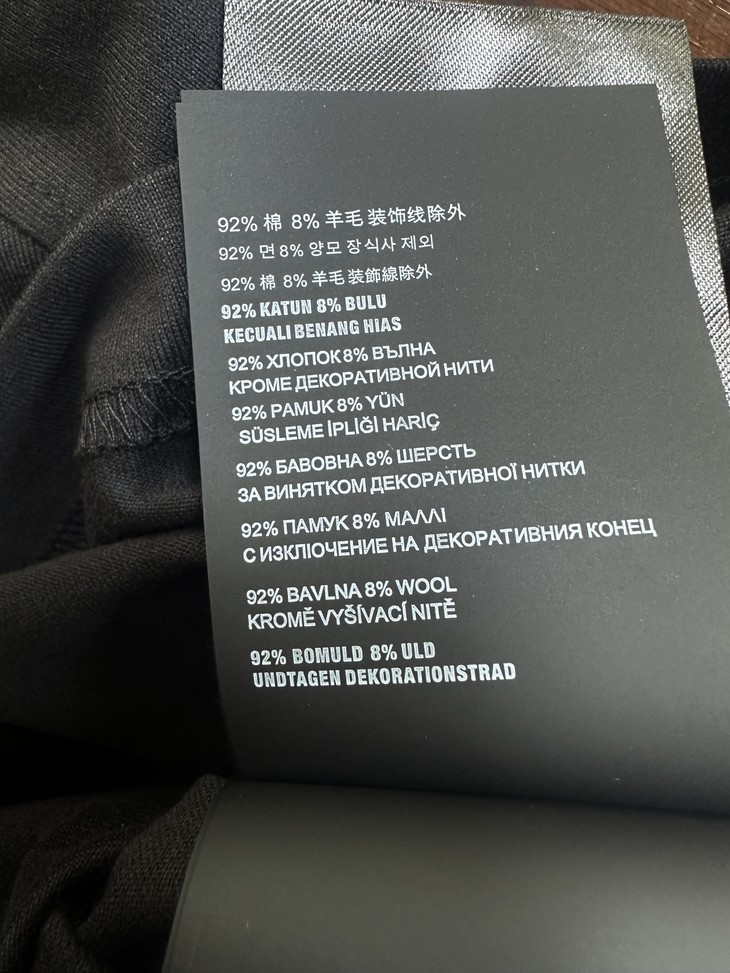 92% 棉 8% 羊毛 装饰线除外
92% 면 8% 양모 장식사 제외
92% 棉 8% 羊毛 装飾線除外
92% KATUN 8% BULU
KECUALI BENANG HIAS
92% ХЛОПОК 8% ВЪЛНА
КРОМЕ ДЕКОРАТИВНОЙ НИТИ
92% PAMUK 8% YÜN
SÜSLEME İPLİĞİ HARİÇ
92% БАВОВНА 8% ШЕРСТЬ
ЗА ВИНЯТКОМ ДЕКОРАТИВНОЇ НИТКИ
92% ПАМУК 8% ΜΑΛΛΙ
С ИЗКЛЮЧЕНИЕ НА ДЕКОРАТИВНИЯ КОНЕЦ
92% BAVLNA 8% WOOL
KROMĚ VYŠÍVACÍ NITĚ
92% BOMULD 8% ULD
UNDTAGEN DEKORATIONSTRAD